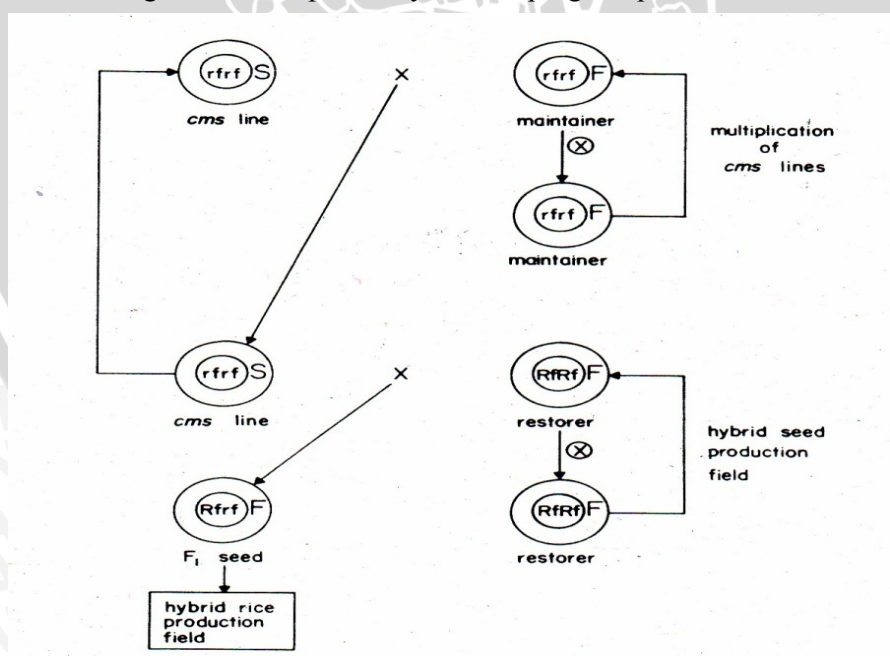 rfrf S
×
rfrf F
cms line
maintainer
⊗
multiplication
of
cms lines
rfrf F
maintainer
rfrf S
×
RfRf F
cms line
restorer
⊗
hybrid seed
production
field
Rfrf F
RfRf F
F₁ seed
restorer
hybrid rice
production
field